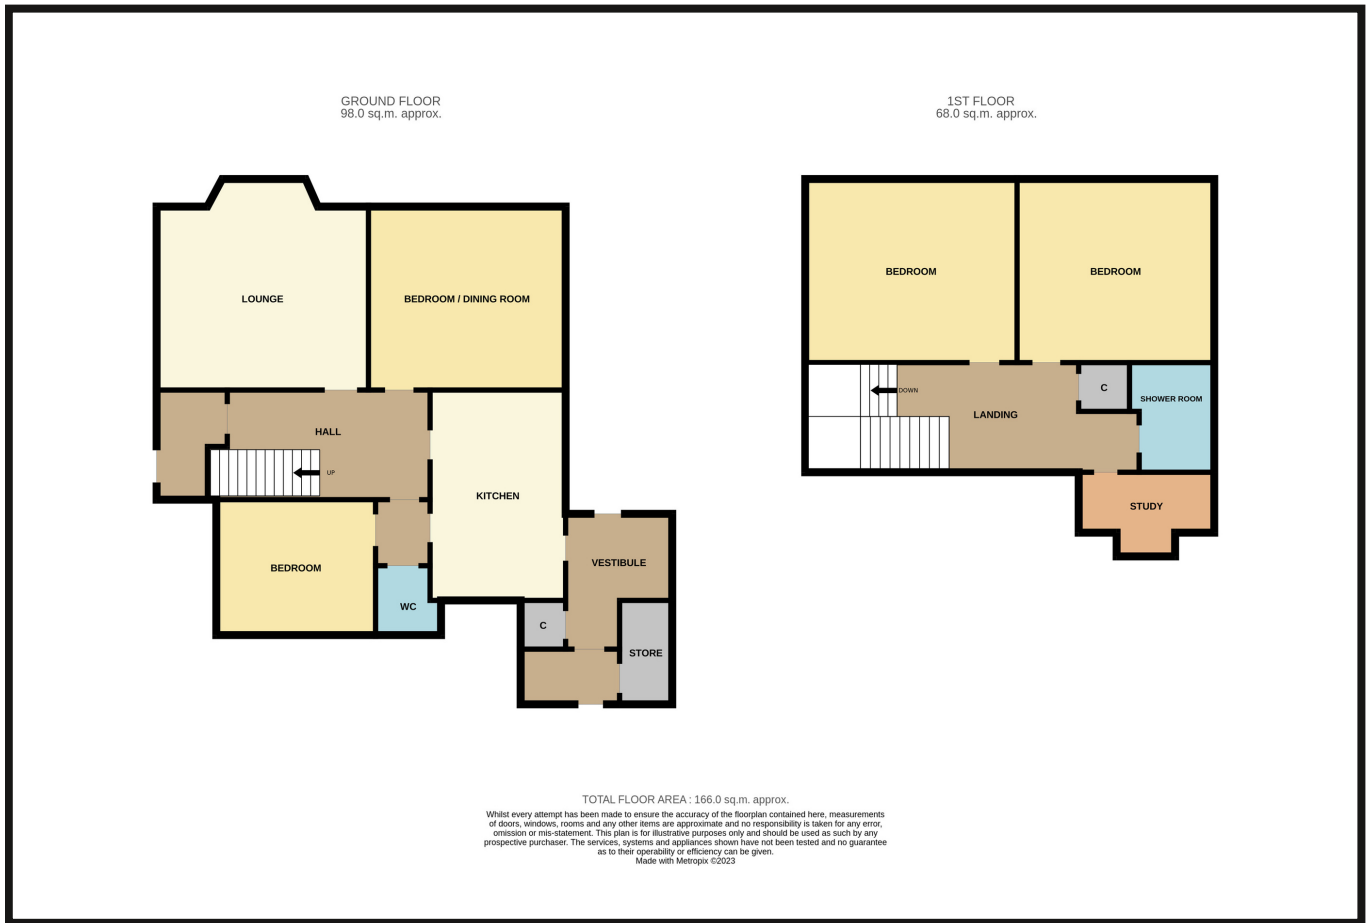 GROUND FLOOR
98.0 sq.m. approx.
1ST FLOOR
68.0 sq.m. approx.
LOUNGE
BEDROOM / DINING ROOM
HALL
UP
KITCHEN
BEDROOM
WC
VESTIBULE
C
STORE
BEDROOM
BEDROOM
DOWN
LANDING
C
SHOWER ROOM
STUDY
TOTAL FLOOR AREA : 166.0 sq.m. approx.
Whilst every attempt has been made to ensure the accuracy of the floorplan contained here, measurements
of doors, windows, rooms and any other items are approximate and no responsibility is taken for any error,
omission or mis-statement. This plan is for illustrative purposes only and should be used as such by any
prospective purchaser. The services, systems and appliances shown have not been tested and no guarantee
as to their operability or efficiency can be given.
Made with Metropix ©2023